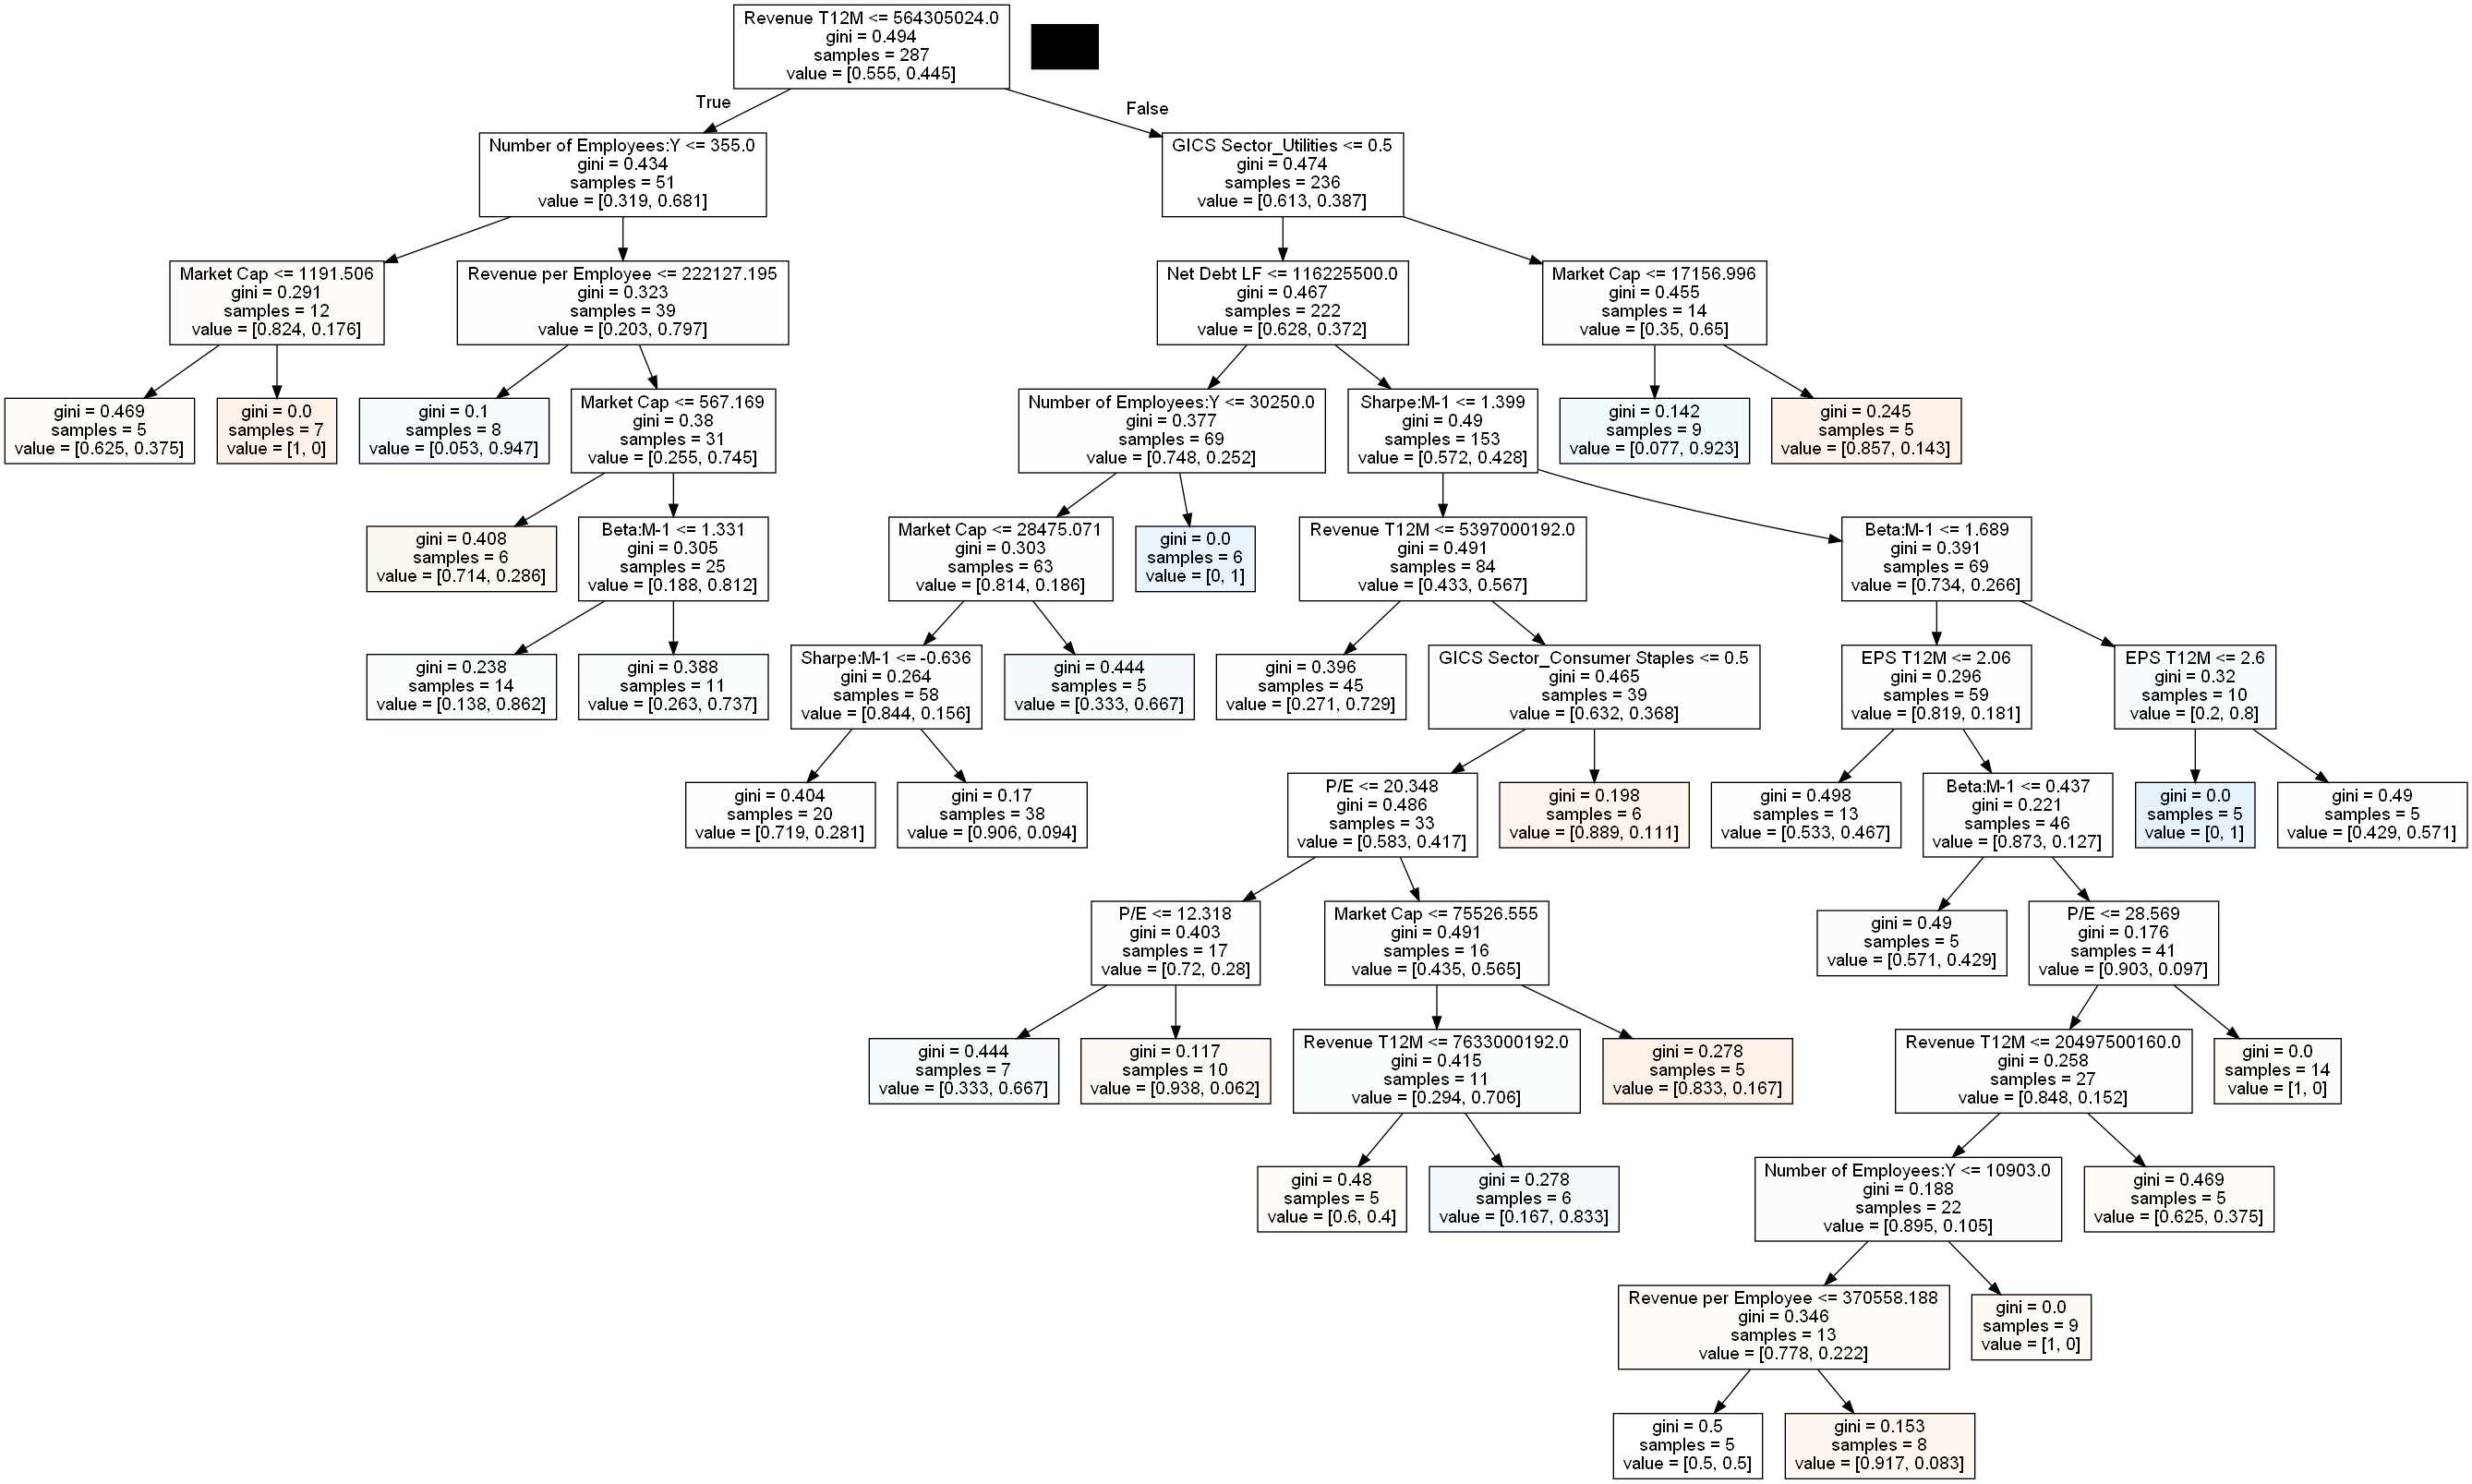 Revenue T12M <= 564305024.0
gini = 0.494
samples = 287
value = [0.555, 0.445]
True
False
Number of Employees:Y <= 355.0
gini = 0.434
samples = 51
value = [0.319, 0.681]
GICS Sector_Utilities <= 0.5
gini = 0.474
samples = 236
value = [0.613, 0.387]
Market Cap <= 1191.506
gini = 0.291
samples = 12
value = [0.824, 0.176]
Revenue per Employee <= 222127.195
gini = 0.323
samples = 39
value = [0.203, 0.797]
Net Debt LF <= 116225500.0
gini = 0.467
samples = 222
value = [0.628, 0.372]
Market Cap <= 17156.996
gini = 0.455
samples = 14
value = [0.35, 0.65]
gini = 0.469
samples = 5
value = [0.625, 0.375]
gini = 0.0
samples = 7
value = [1, 0]
gini = 0.1
samples = 8
value = [0.053, 0.947]
Market Cap <= 567.169
gini = 0.38
samples = 31
value = [0.255, 0.745]
Number of Employees:Y <= 30250.0
gini = 0.377
samples = 69
value = [0.748, 0.252]
Sharpe:M-1 <= 1.399
gini = 0.49
samples = 153
value = [0.572, 0.428]
gini = 0.142
samples = 9
value = [0.077, 0.923]
gini = 0.245
samples = 5
value = [0.857, 0.143]
gini = 0.408
samples = 6
value = [0.714, 0.286]
Beta:M-1 <= 1.331
gini = 0.305
samples = 25
value = [0.188, 0.812]
Market Cap <= 28475.071
gini = 0.303
samples = 63
value = [0.814, 0.186]
gini = 0.0
samples = 6
value = [0, 1]
Revenue T12M <= 5397000192.0
gini = 0.491
samples = 84
value = [0.433, 0.567]
Beta:M-1 <= 1.689
gini = 0.391
samples = 69
value = [0.734, 0.266]
gini = 0.238
samples = 14
value = [0.138, 0.862]
gini = 0.388
samples = 11
value = [0.263, 0.737]
Sharpe:M-1 <= -0.636
gini = 0.264
samples = 58
value = [0.844, 0.156]
gini = 0.444
samples = 5
value = [0.333, 0.667]
gini = 0.396
samples = 45
value = [0.271, 0.729]
GICS Sector_Consumer Staples <= 0.5
gini = 0.465
samples = 39
value = [0.632, 0.368]
EPS T12M <= 2.06
gini = 0.296
samples = 59
value = [0.819, 0.181]
EPS T12M <= 2.6
gini = 0.32
samples = 10
value = [0.2, 0.8]
gini = 0.404
samples = 20
value = [0.719, 0.281]
gini = 0.17
samples = 38
value = [0.906, 0.094]
P/E <= 20.348
gini = 0.486
samples = 33
value = [0.583, 0.417]
gini = 0.198
samples = 6
value = [0.889, 0.111]
gini = 0.498
samples = 13
value = [0.533, 0.467]
Beta:M-1 <= 0.437
gini = 0.221
samples = 46
value = [0.873, 0.127]
gini = 0.0
samples = 5
value = [0, 1]
gini = 0.49
samples = 5
value = [0.429, 0.571]
P/E <= 12.318
gini = 0.403
samples = 17
value = [0.72, 0.28]
Market Cap <= 75526.555
gini = 0.491
samples = 16
value = [0.435, 0.565]
gini = 0.49
samples = 5
value = [0.571, 0.429]
P/E <= 28.569
gini = 0.176
samples = 41
value = [0.903, 0.097]
gini = 0.444
samples = 7
value = [0.333, 0.667]
gini = 0.117
samples = 10
value = [0.938, 0.062]
Revenue T12M <= 7633000192.0
gini = 0.415
samples = 11
value = [0.294, 0.706]
gini = 0.278
samples = 5
value = [0.833, 0.167]
Revenue T12M <= 20497500160.0
gini = 0.258
samples = 27
value = [0.848, 0.152]
gini = 0.0
samples = 14
value = [1, 0]
gini = 0.48
samples = 5
value = [0.6, 0.4]
gini = 0.278
samples = 6
value = [0.167, 0.833]
Number of Employees:Y <= 10903.0
gini = 0.188
samples = 22
value = [0.895, 0.105]
gini = 0.469
samples = 5
value = [0.625, 0.375]
Revenue per Employee <= 370558.188
gini = 0.346
samples = 13
value = [0.778, 0.222]
gini = 0.0
samples = 9
value = [1, 0]
gini = 0.5
samples = 5
value = [0.5, 0.5]
gini = 0.153
samples = 8
value = [0.917, 0.083]